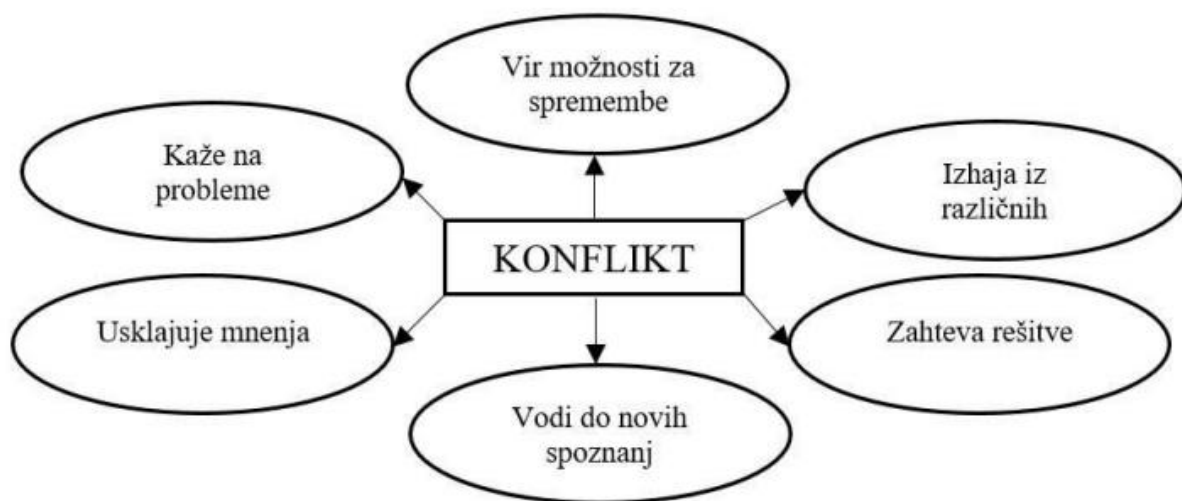 Vir možnosti za
spremembe
Kaže na
probleme
Izhaja iz
različnih
KONFLIKT
Usklajuje mnenja
Zahteva rešitve
Vodi do novih
spoznanj